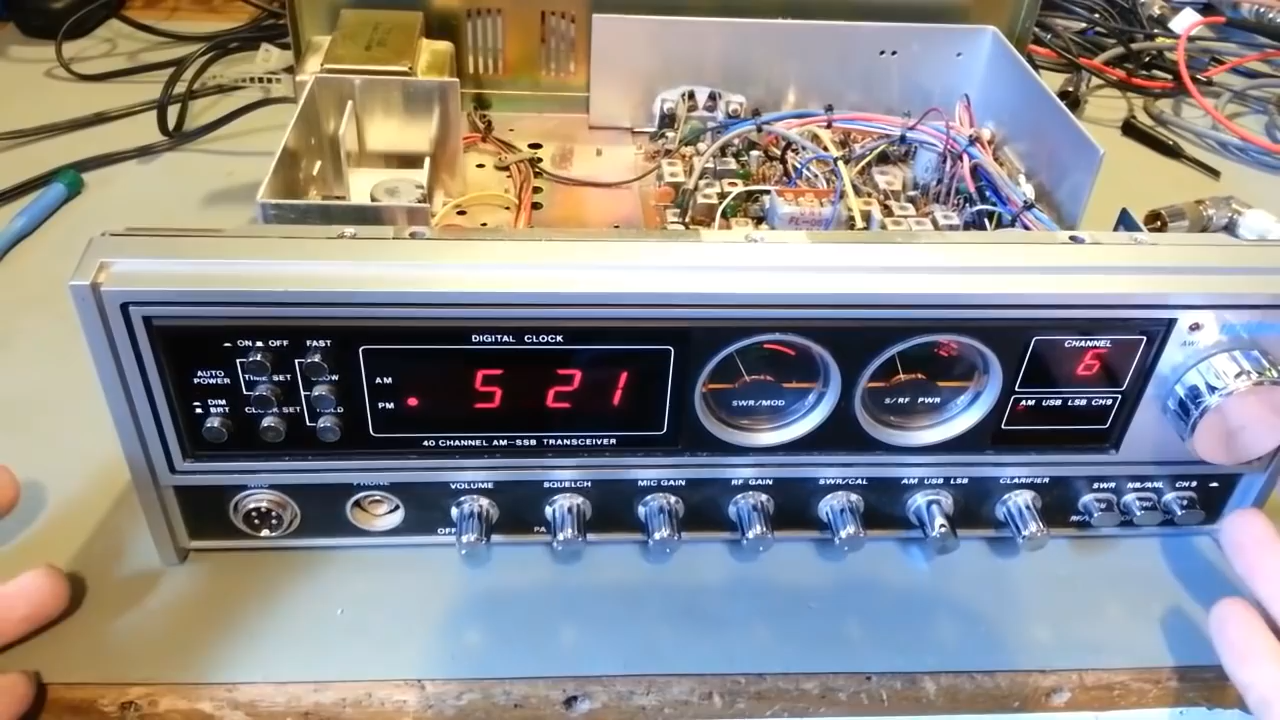 ON OFF FAST
DIGITAL CLOCK
AUTO
POWER
TIME SET
SLOW
DIM
BRT
CLOCK SET
HOLD
AM
PM
5 21
40 CHANNEL AM-SSB TRANSCEIVER
SWR/MOD
S/RF PWR
CHANNEL
6
AM USB LSB CH9
MIC
PHONE
VOLUME
OFF
SQUELCH
PA
MIC GAIN
RF GAIN
SWR/CAL
AM USB LSB
CLARIFIER
SWR
NB/ANL
CH9